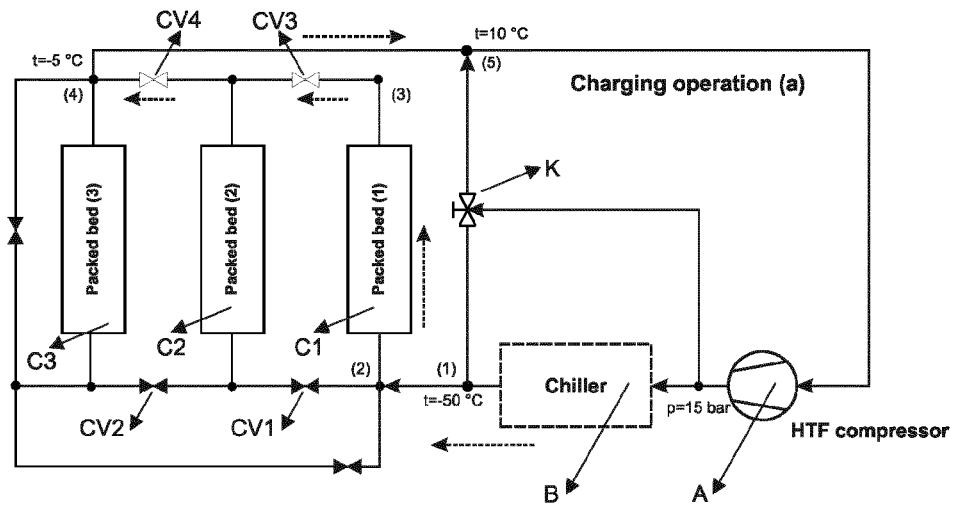 CV4
CV3
t=-5 °C
t=10 °C
(4)
(3)
(5)
Charging operation (a)
K
Packed bed (3)
Packed bed (2)
Packed bed (1)
C3
C2
C1
(2)
(1)
Chiller
t=-50 °C
p=15 bar
HTF compressor
CV2
CV1
B
A